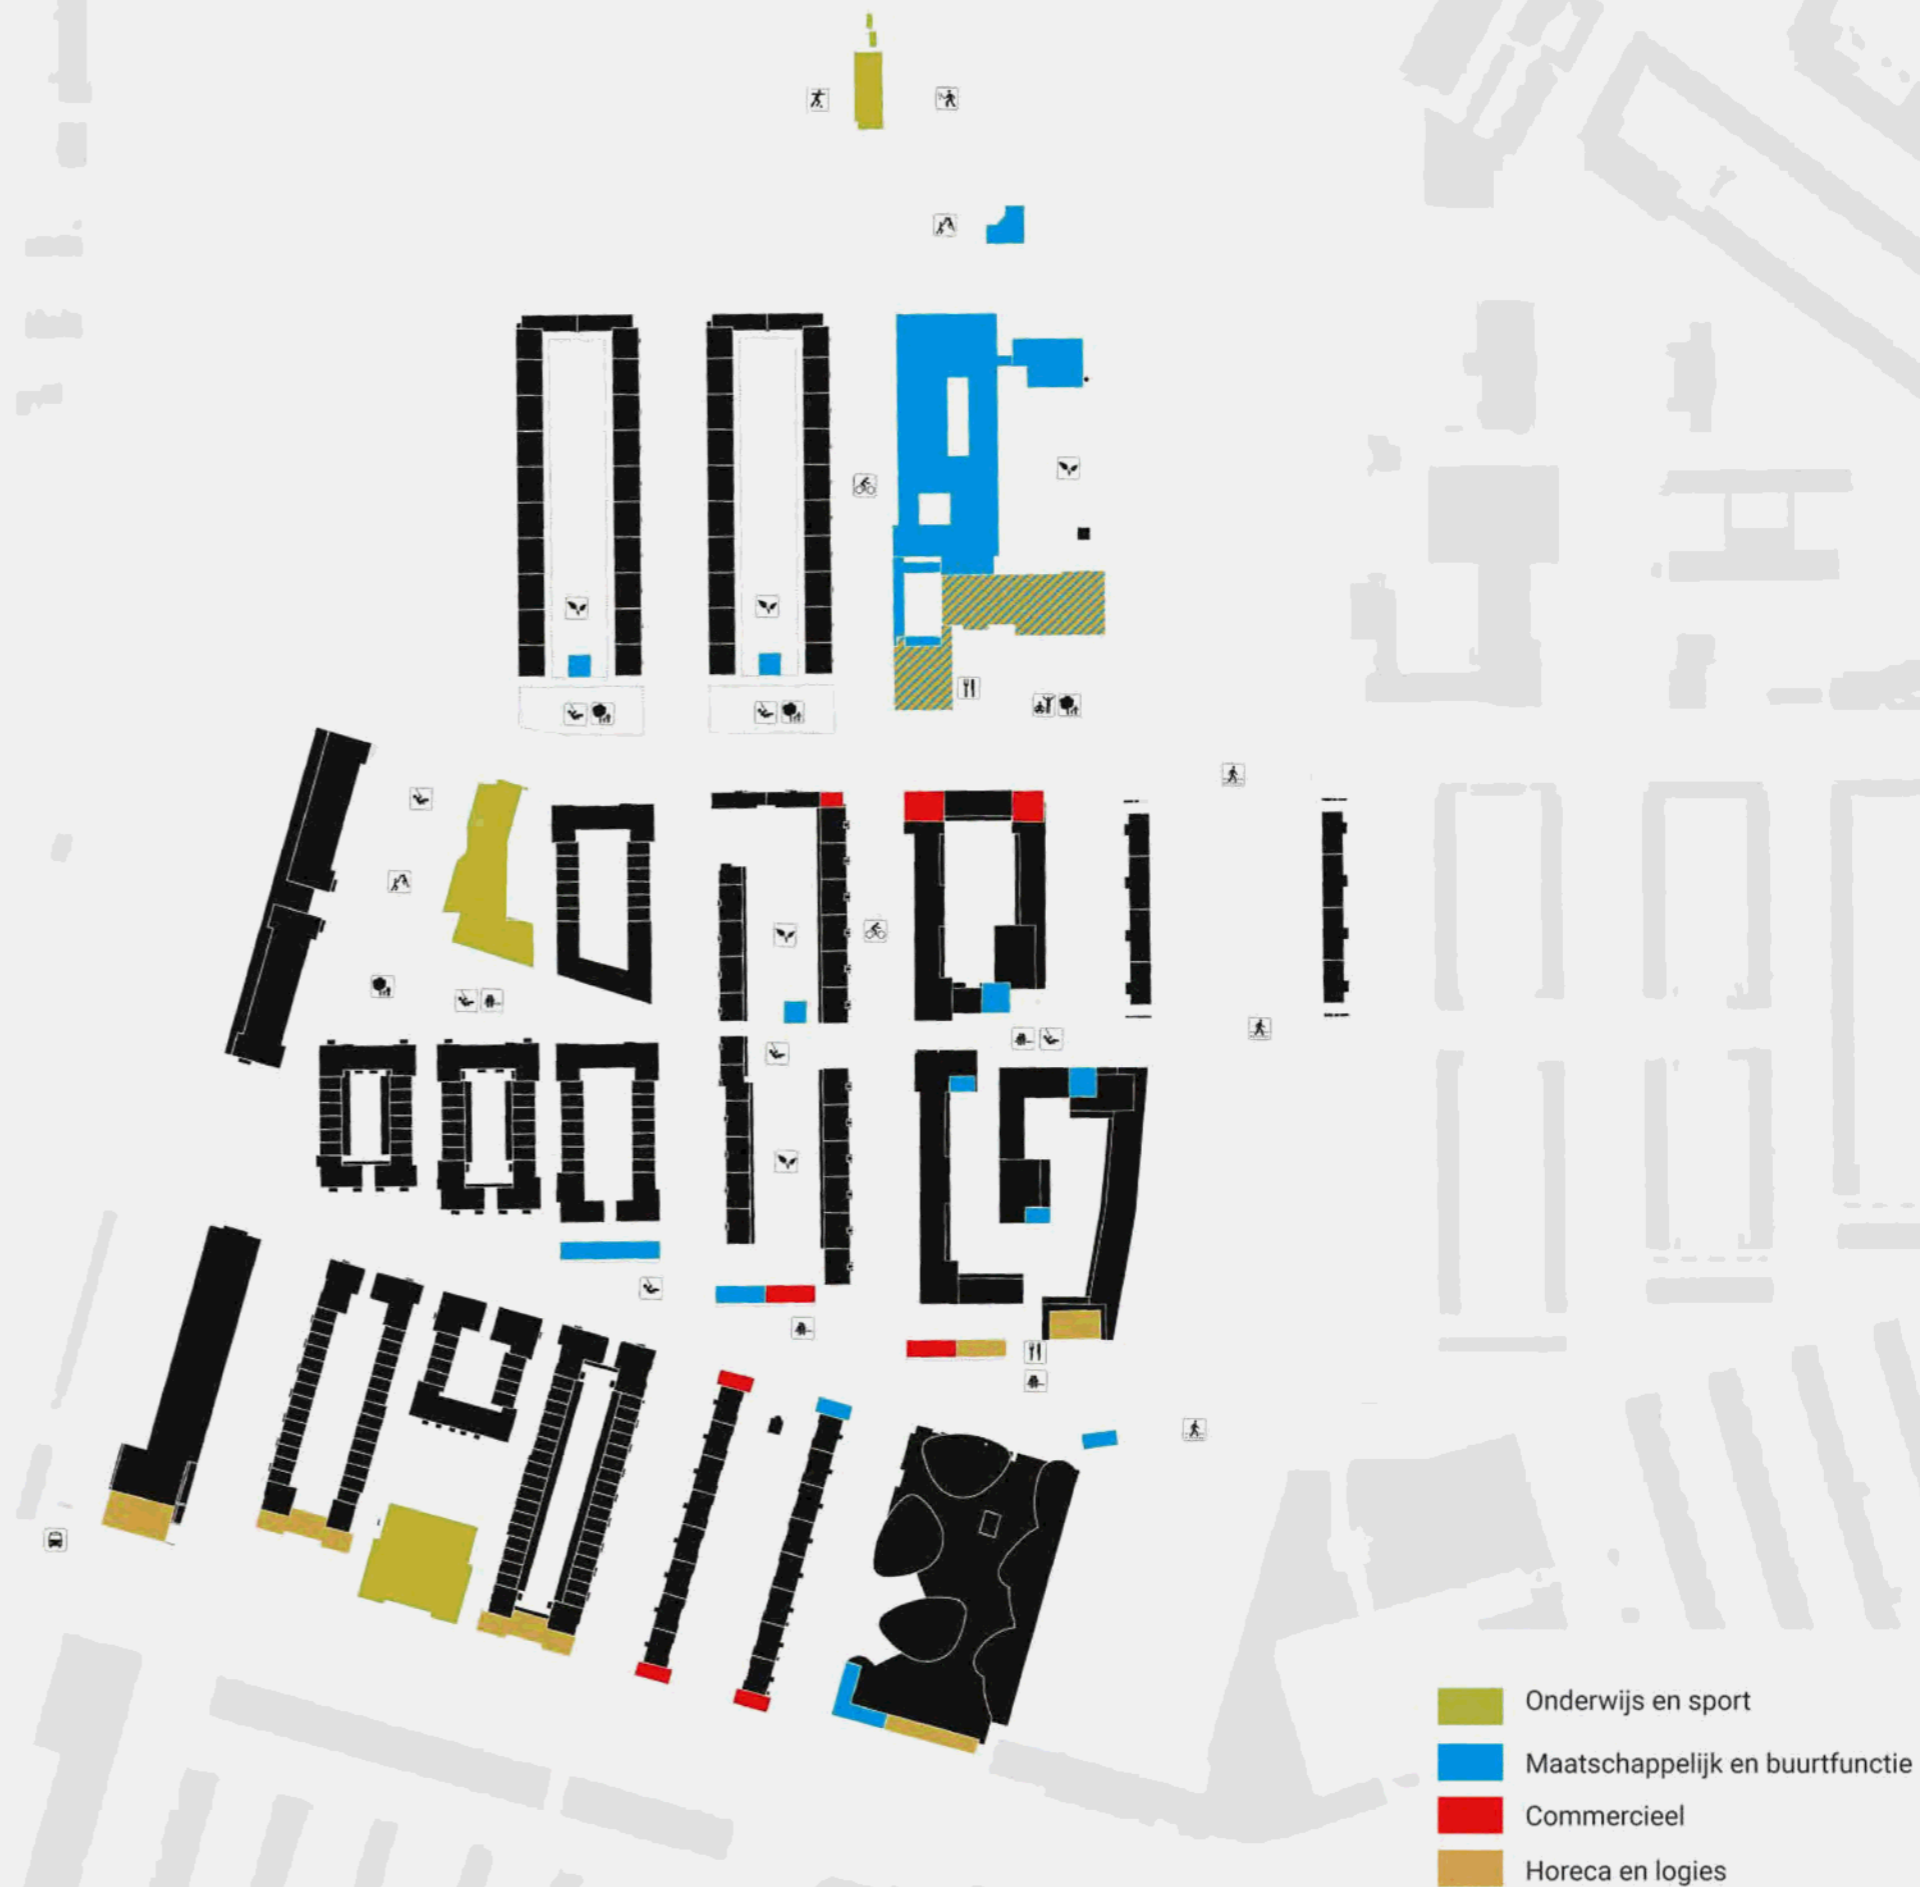 Onderwijs en sport
Maatschappelijk en buurtfunctie
Commercieel
Horeca en logies